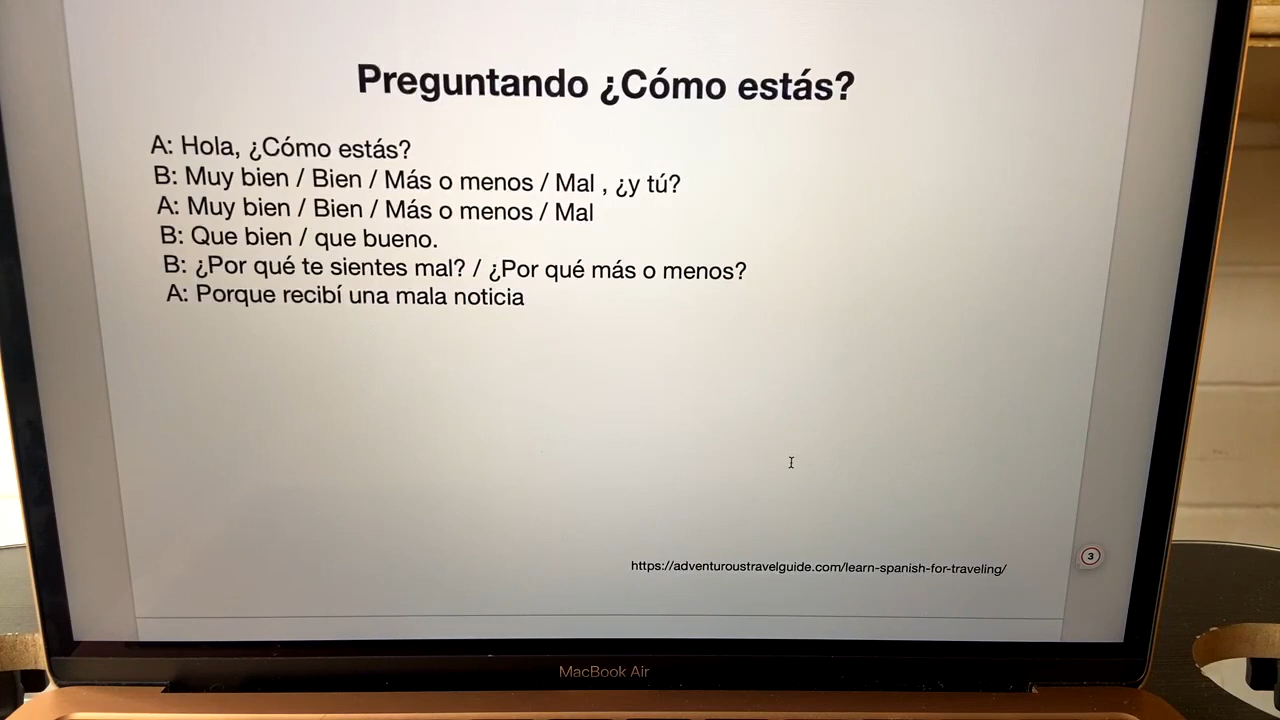 Preguntando ¿Cómo estás?
A: Hola, ¿Cómo estás?
B: Muy bien / Bien / Más o menos / Mal , ¿y tú?
A: Muy bien / Bien / Más o menos / Mal
B: Que bien / que bueno.
B: ¿Por qué te sientes mal? / ¿Por qué más o menos?
A: Porque recibí una mala noticia
https://adventuroustravelguide.com/learn-spanish-for-traveling/
3
MacBook Air